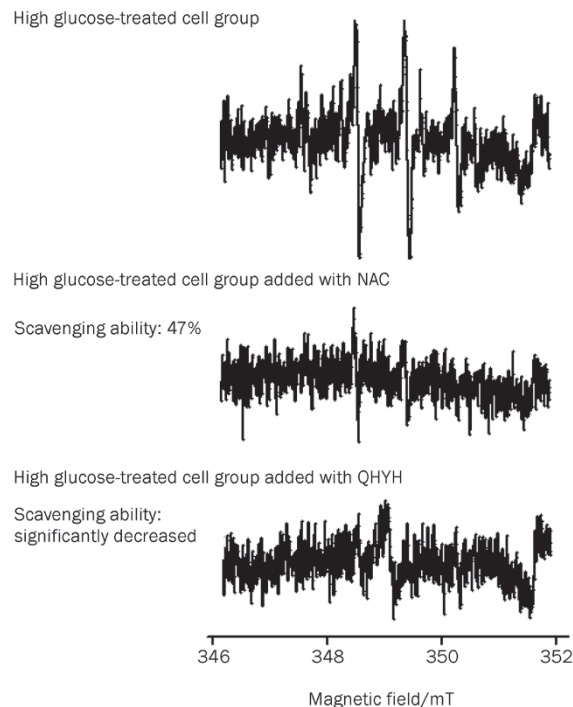 High glucose-treated cell group
High glucose-treated cell group added with NAC
Scavenging ability: 47%
High glucose-treated cell group added with QHYH
Scavenging ability:
significantly decreased
346 348 350 352
Magnetic field/mT